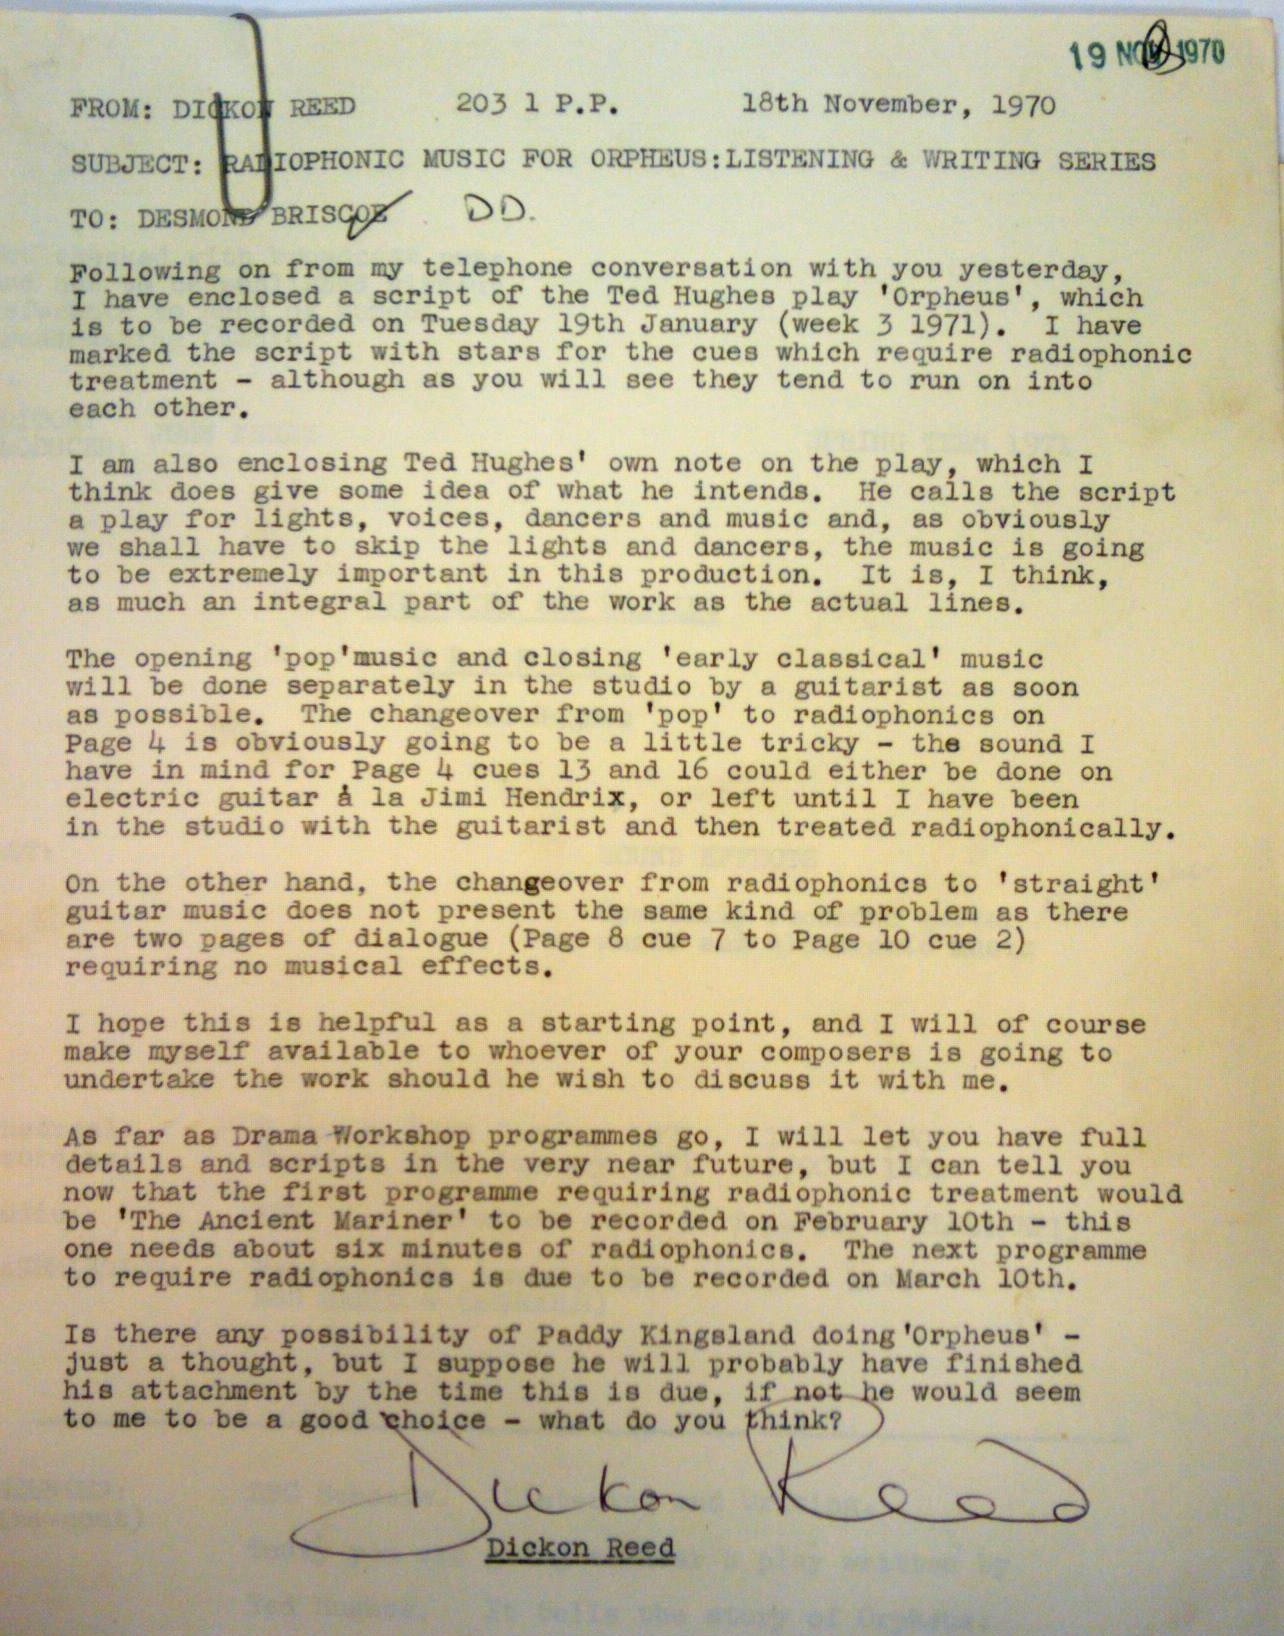 19 NOV 1970
FROM: DICKON REED 203 1 P.P. 18th November, 1970
SUBJECT: RADIOPHONIC MUSIC FOR ORPHEUS:LISTENING & WRITING SERIES
TO: DESMOND BRISCOE DD.
Following on from my telephone conversation with you yesterday,
I have enclosed a script of the Ted Hughes play 'Orpheus', which
is to be recorded on Tuesday 19th January (week 3 1971). I have
marked the script with stars for the cues which require radiophonic
treatment - although as you will see they tend to run on into
each other.
I am also enclosing Ted Hughes' own note on the play, which I
think does give some idea of what he intends. He calls the script
a play for lights, voices, dancers and music and, as obviously
we shall have to skip the lights and dancers, the music is going
to be extremely important in this production. It is, I think,
as much an integral part of the work as the actual lines.
The opening 'pop'music and closing 'early classical' music
will be done separately in the studio by a guitarist as soon
as possible. The changeover from 'pop' to radiophonics on
Page 4 is obviously going to be a little tricky - the sound I
have in mind for Page 4 cues 13 and 16 could either be done on
electric guitar à la Jimi Hendrix, or left until I have been
in the studio with the guitarist and then treated radiophonically.
On the other hand, the changeover from radiophonics to 'straight'
guitar music does not present the same kind of problem as there
are two pages of dialogue (Page 8 cue 7 to Page 10 cue 2)
requiring no musical effects.
I hope this is helpful as a starting point, and I will of course
make myself available to whoever of your composers is going to
undertake the work should he wish to discuss it with me.
As far as Drama Workshop programmes go, I will let you have full
details and scripts in the very near future, but I can tell you
now that the first programme requiring radiophonic treatment would
be 'The Ancient Mariner' to be recorded on February 10th - this
one needs about six minutes of radiophonics. The next programme
to require radiophonics is due to be recorded on March 10th.
Is there any possibility of Paddy Kingsland doing 'Orpheus' -
just a thought, but I suppose he will probably have finished
his attachment by the time this is due, if not he would seem
to me to be a good choice - what do you think?
Dickon Reed
Dickon Reed